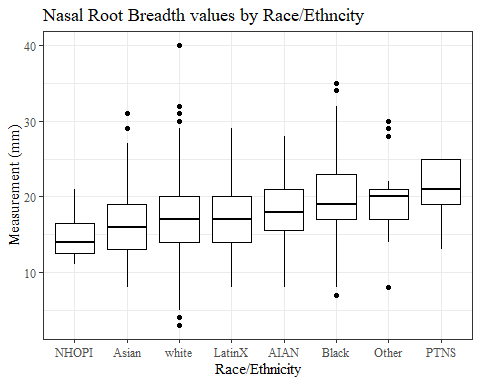 Nasal Root Breadth values by Race/Ethncity
Measurement (mm)
40
30
20
10
NHOPI Asian white LatinX AIAN Black Other PTNS
Race/Ethnicity